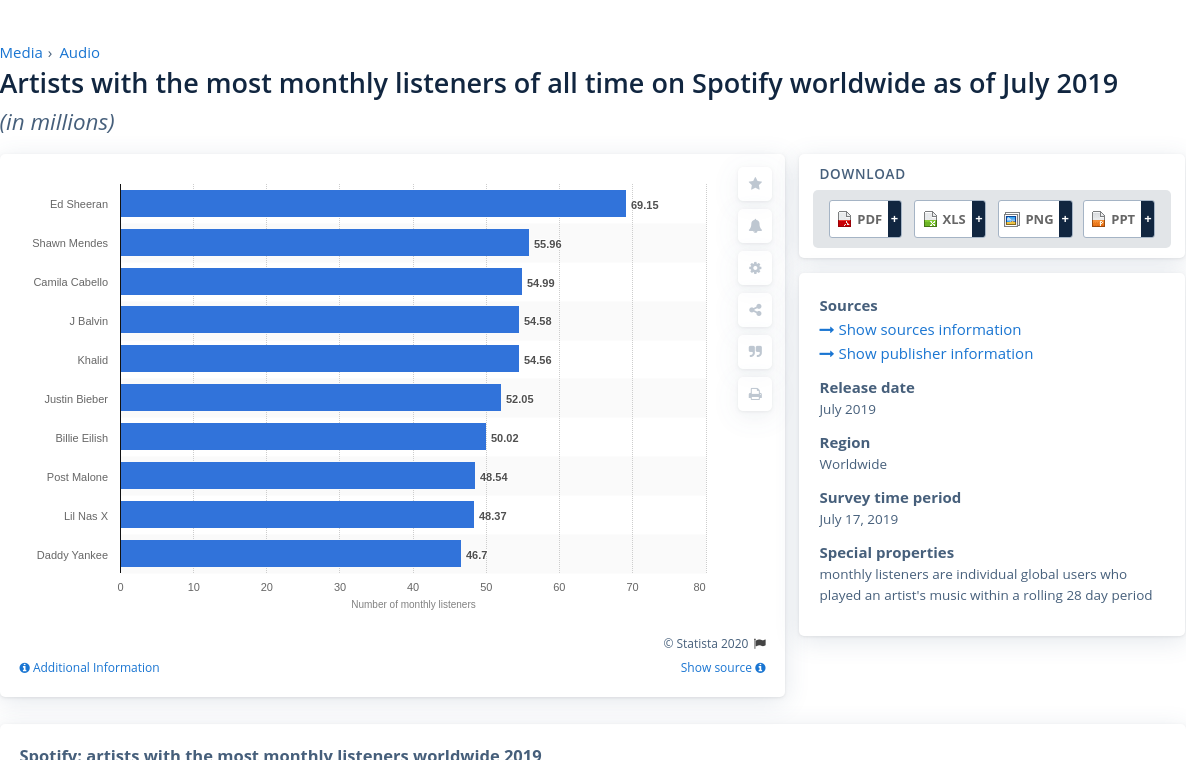 Media › Audio
Artists with the most monthly listeners of all time on Spotify worldwide as of July 2019
(in millions)
Ed Sheeran 69.15
Shawn Mendes 55.96
Camila Cabello 54.99
J Balvin 54.58
Khalid 54.56
Justin Bieber 52.05
Billie Eilish 50.02
Post Malone 48.54
Lil Nas X 48.37
Daddy Yankee 46.7
0 10 20 30 40 50 60 70 80
Number of monthly listeners
© Statista 2020
Additional Information
Show source
DOWNLOAD
PDF + XLS + PNG + PPT +
Sources
Show sources information
Show publisher information
Release date
July 2019
Region
Worldwide
Survey time period
July 17, 2019
Special properties
monthly listeners are individual global users who
played an artist's music within a rolling 28 day period
Spotify: artists with the most monthly listeners worldwide 2019